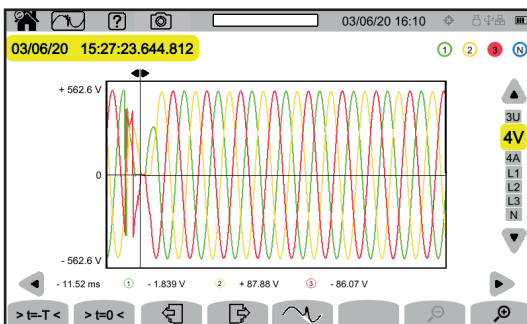 ? 03/06/20 16:10
03/06/20 15:27:23.644.812 1 2 3 N
+ 562.6 V
0
- 562.6 V
3U
4V
4A
L1
L2
L3
N
- 11.52 ms 1 - 1.839 V 2 + 87.88 V 3 - 86.07 V
> t=-T < > t=0 <